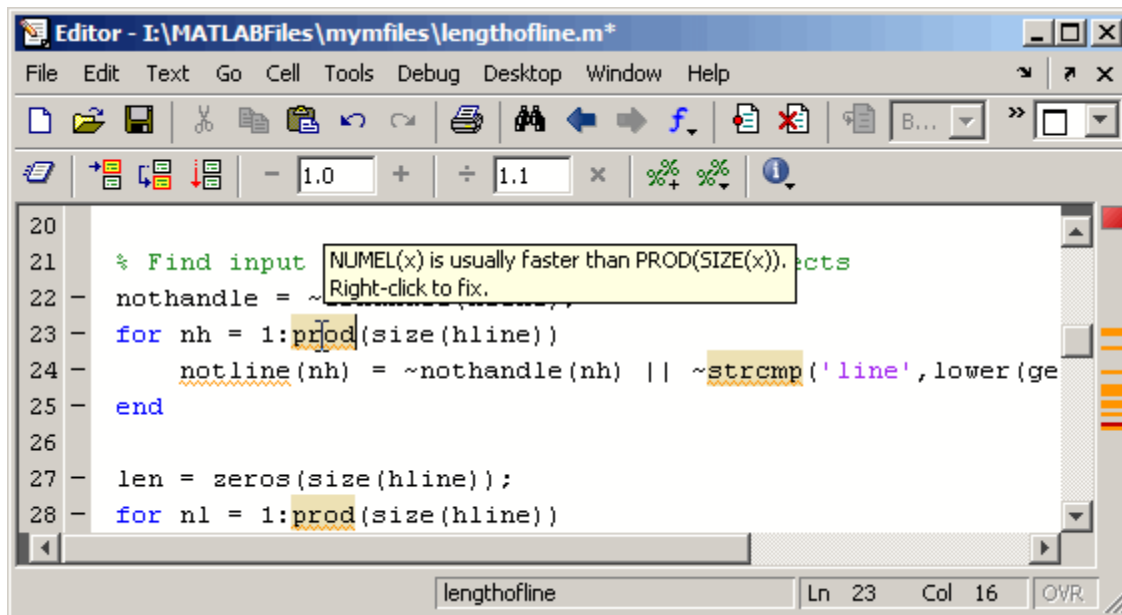 Editor - I:\MATLABFiles\mymfiles\lengthofline.m*
File Edit Text Go Cell Tools Debug Desktop Window Help
B...
1.0 1.1
20
21 % Find input ects
NUMEL(x) is usually faster than PROD(SIZE(x)).
Right-click to fix.
22 - nothandle = ~
23 - for nh = 1:prod(size(hline))
24 - notline(nh) = ~nothandle(nh) || ~strcmp('line',lower(ge
25 - end
26
27 - len = zeros(size(hline));
28 - for nl = 1:prod(size(hline))
lengthofline Ln 23 Col 16 OVR